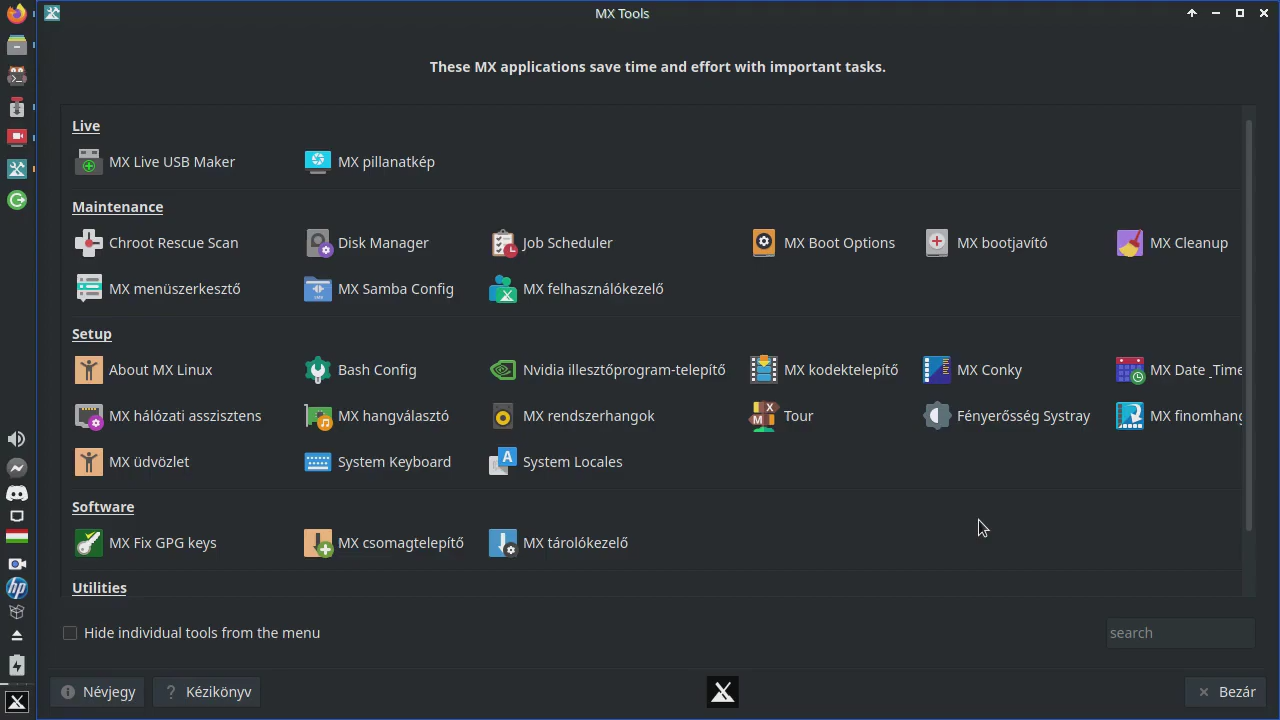 MX Tools
These MX applications save time and effort with important tasks.
Live
MX Live USB Maker MX pillanatkép
Maintenance
Chroot Rescue Scan Disk Manager Job Scheduler MX Boot Options MX bootjavító MX Cleanup
MX menüszerkesztő MX Samba Config MX felhasználókezelő
Setup
About MX Linux Bash Config Nvidia illesztőprogram-telepítő MX kodektelepítő MX Conky MX Date _Time
MX hálózati asszisztens MX hangválasztó MX rendszerhangok Tour Fényerősség Systray MX finomhang
MX üdvözlet System Keyboard System Locales
Software
MX Fix GPG keys MX csomagtelepítő MX tárolókezelő
Utilities
Hide individual tools from the menu search
Névjegy ? Kézikönyv Bezár
hp